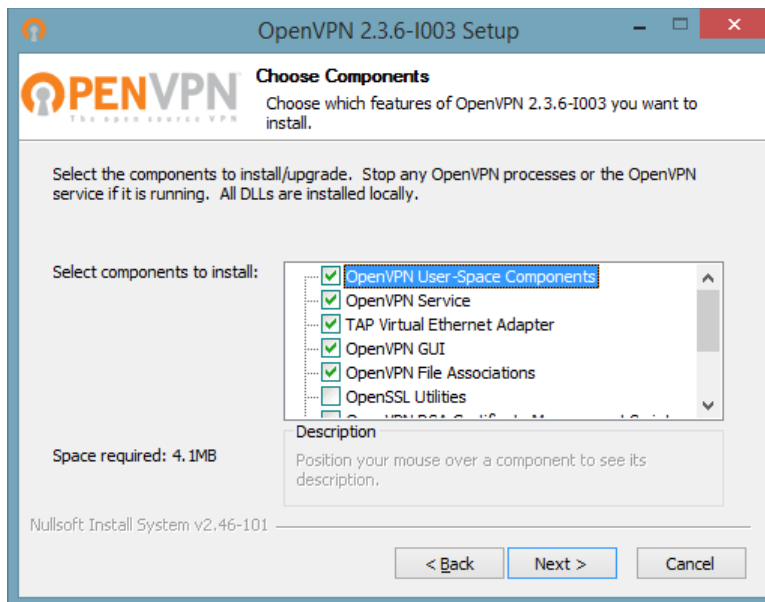 OpenVPN 2.3.6-I003 Setup
OPENVPN
The open source VPN
Choose Components
Choose which features of OpenVPN 2.3.6-I003 you want to
install.
Select the components to install/upgrade. Stop any OpenVPN processes or the OpenVPN
service if it is running. All DLLs are installed locally.
Select components to install:
OpenVPN User-Space Components
OpenVPN Service
TAP Virtual Ethernet Adapter
OpenVPN GUI
OpenVPN File Associations
OpenSSL Utilities
Description
Space required: 4.1MB
Position your mouse over a component to see its
description.
Nullsoft Install System v2.46-101
< Back
Next >
Cancel